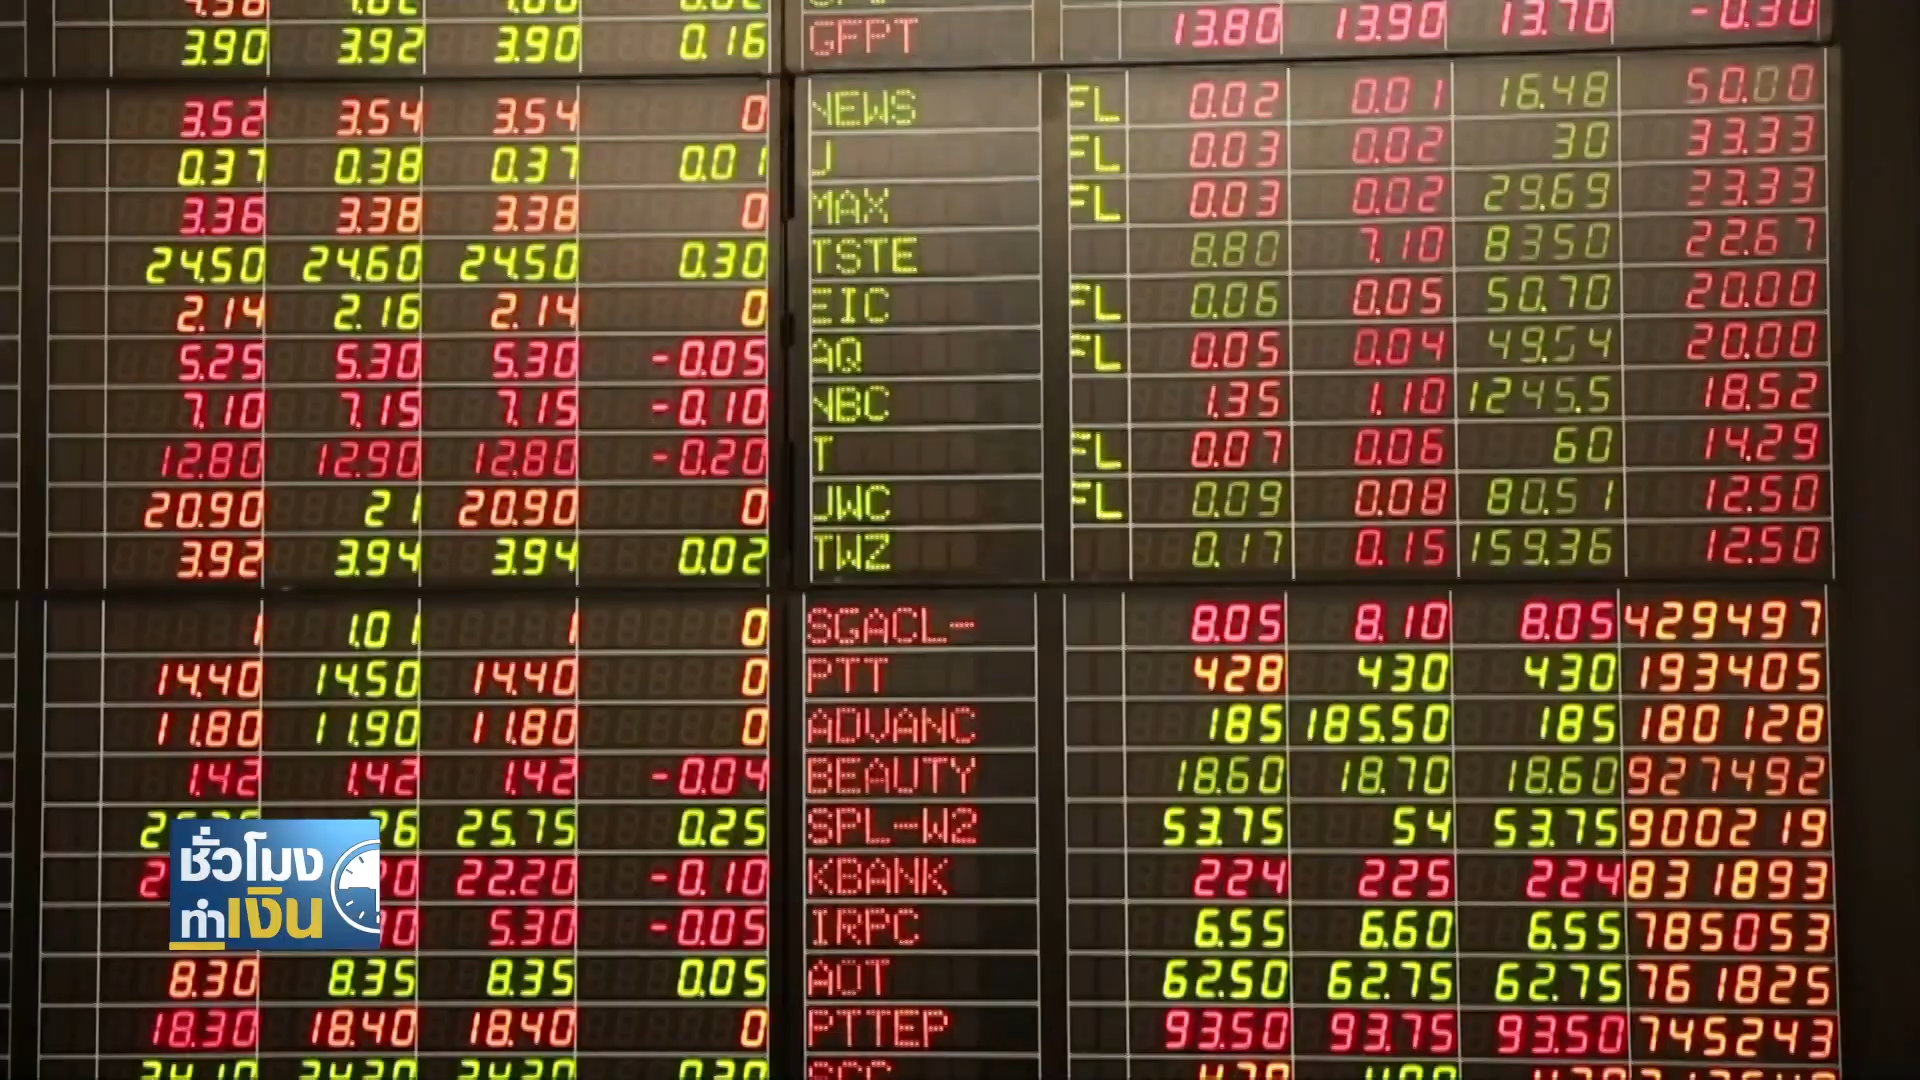 3.90 3.92 3.90 0.16
3.52 3.54 3.54 0
0.37 0.38 0.37 0.01
3.36 3.38 3.38 0
24.50 24.60 24.50 0.30
2.14 2.16 2.14 0
5.25 5.30 5.30 -0.05
7.10 7.15 7.15 -0.10
12.80 12.90 12.80 -0.20
20.90 21 20.90 0
3.92 3.94 3.94 0.02
1 1.01 1 0
14.40 14.50 14.40 0
11.80 11.90 11.80 0
1.42 1.42 1.42 -0.04
25.75 0.25
22.20 -0.10
5.30 -0.05
8.30 8.35 8.35 0.05
18.30 18.40 18.40 0
GFPT 13.80 13.90 13.70 -0.30
NEWS FL 0.02 0.01 16.48 50.00
J FL 0.03 0.02 30 33.33
MAX FL 0.03 0.02 29.69 23.33
TSTE 8.80 7.10 8350 22.67
EIC FL 0.06 0.05 50.70 20.00
AQ FL 0.05 0.04 49.54 20.00
NBC 1.35 1.10 1245.5 18.52
T FL 0.07 0.06 60 14.29
JWC FL 0.09 0.08 80.51 12.50
TWZ 0.17 0.15 159.36 12.50
SGACL- 8.05 8.10 8.05 429497
PTT 428 430 430 193405
ADVANC 185 185.50 185 180128
BEAUTY 18.60 18.70 18.60 927492
SPL-W2 53.75 54 53.75 900219
KBANK 224 225 224 831893
IRPC 6.55 6.60 6.55 785053
AOT 62.50 62.75 62.75 761825
PTTEP 93.50 93.75 93.50 745243
ชั่วโมง
ทำเงิน